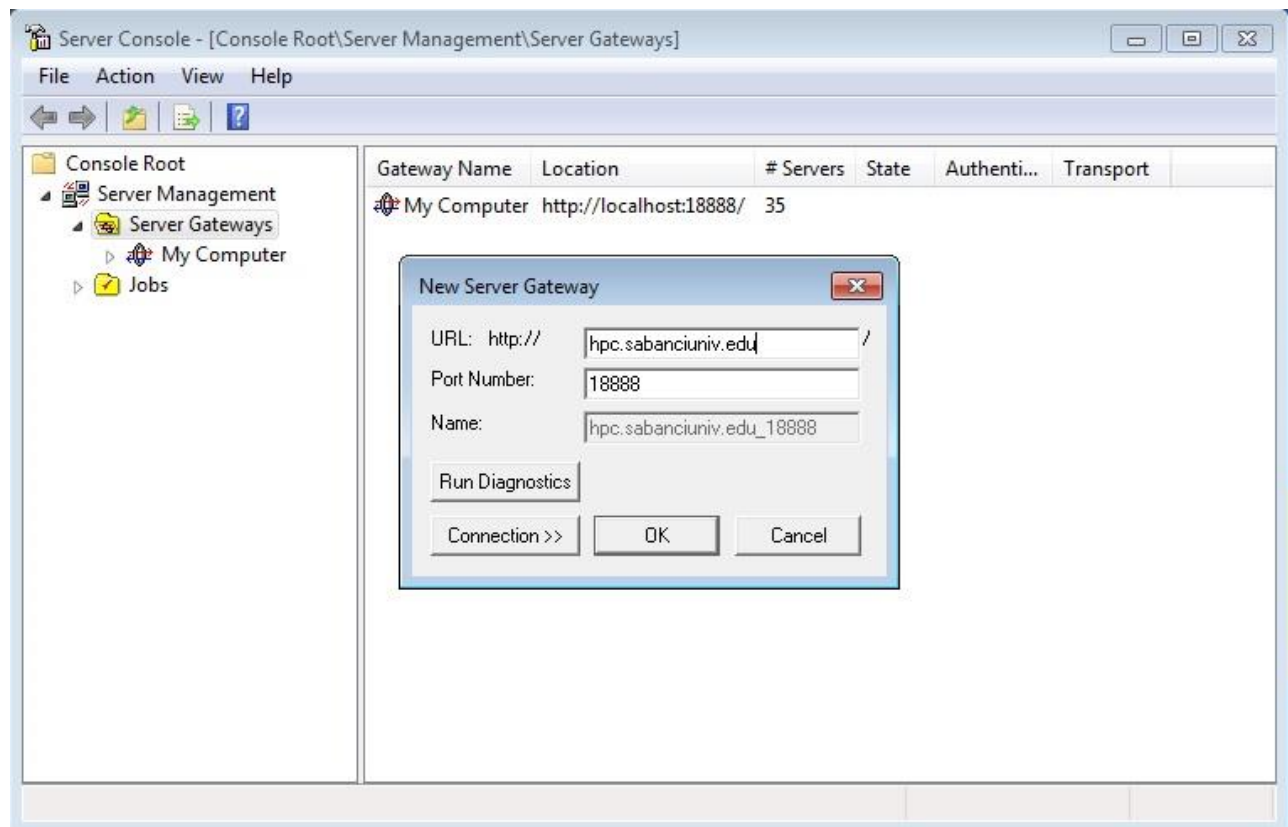 Server Console - [Console Root\Server Management\Server Gateways]
File Action View Help
Console Root
Server Management
Server Gateways
My Computer
Jobs
Gateway Name Location # Servers State Authenti... Transport
My Computer http://localhost:18888/ 35
New Server Gateway
URL: http:// hpc.sabanciuniv.edu /
Port Number: 18888
Name: hpc.sabanciuniv.edu_18888
Run Diagnostics
Connection >> OK Cancel